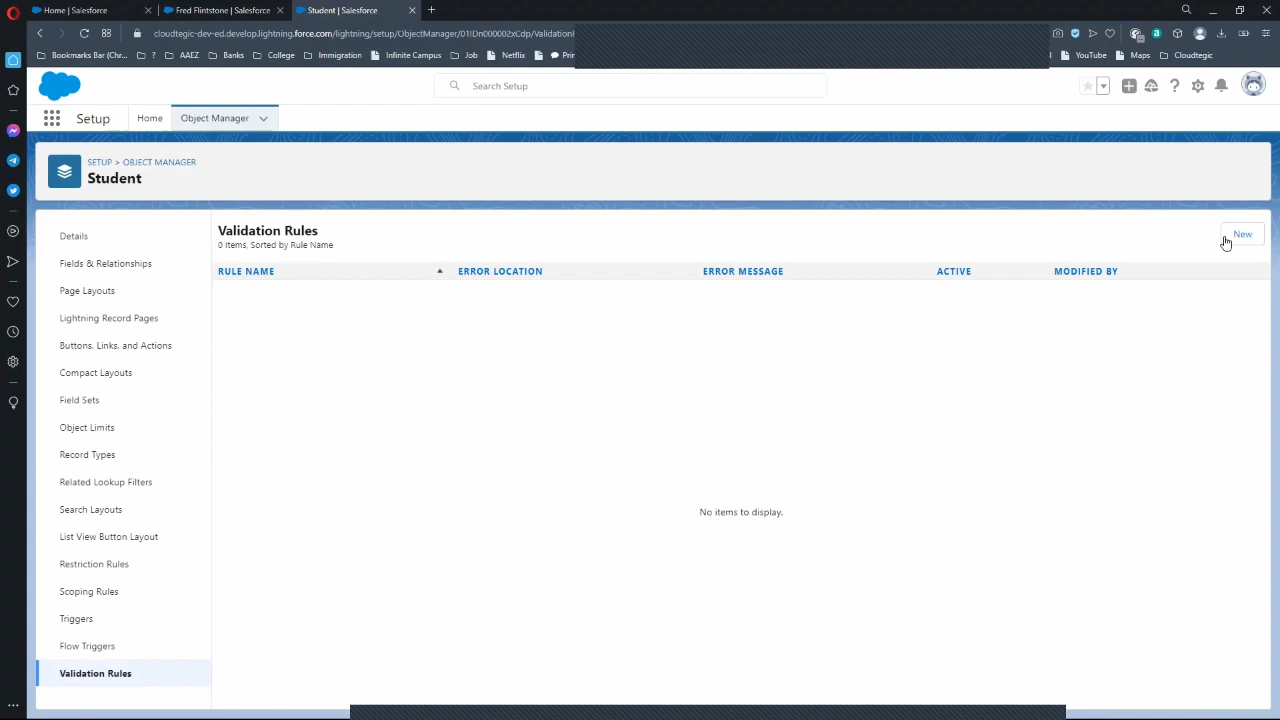 Home | Salesforce
Fred Flintstone | Salesforce
Student | Salesforce
cloudtegic-dev-ed.develop.lightning.force.com/lightning/setup/ObjectManager/01IDn000002xCdp/Validation
Bookmarks Bar (Chr...
?
AAEZ
Banks
College
Immigration
Infinite Campus
Job
Netflix
YouTube
Maps
Cloudtegic
Search Setup
Setup
Home
Object Manager
SETUP > OBJECT MANAGER
Student
Details
Fields & Relationships
Page Layouts
Lightning Record Pages
Buttons, Links, and Actions
Compact Layouts
Field Sets
Object Limits
Record Types
Related Lookup Filters
Search Layouts
List View Button Layout
Restriction Rules
Scoping Rules
Triggers
Flow Triggers
Validation Rules
Validation Rules
0 Items, Sorted by Rule Name
New
RULE NAME
ERROR LOCATION
ERROR MESSAGE
ACTIVE
MODIFIED BY
No items to display.